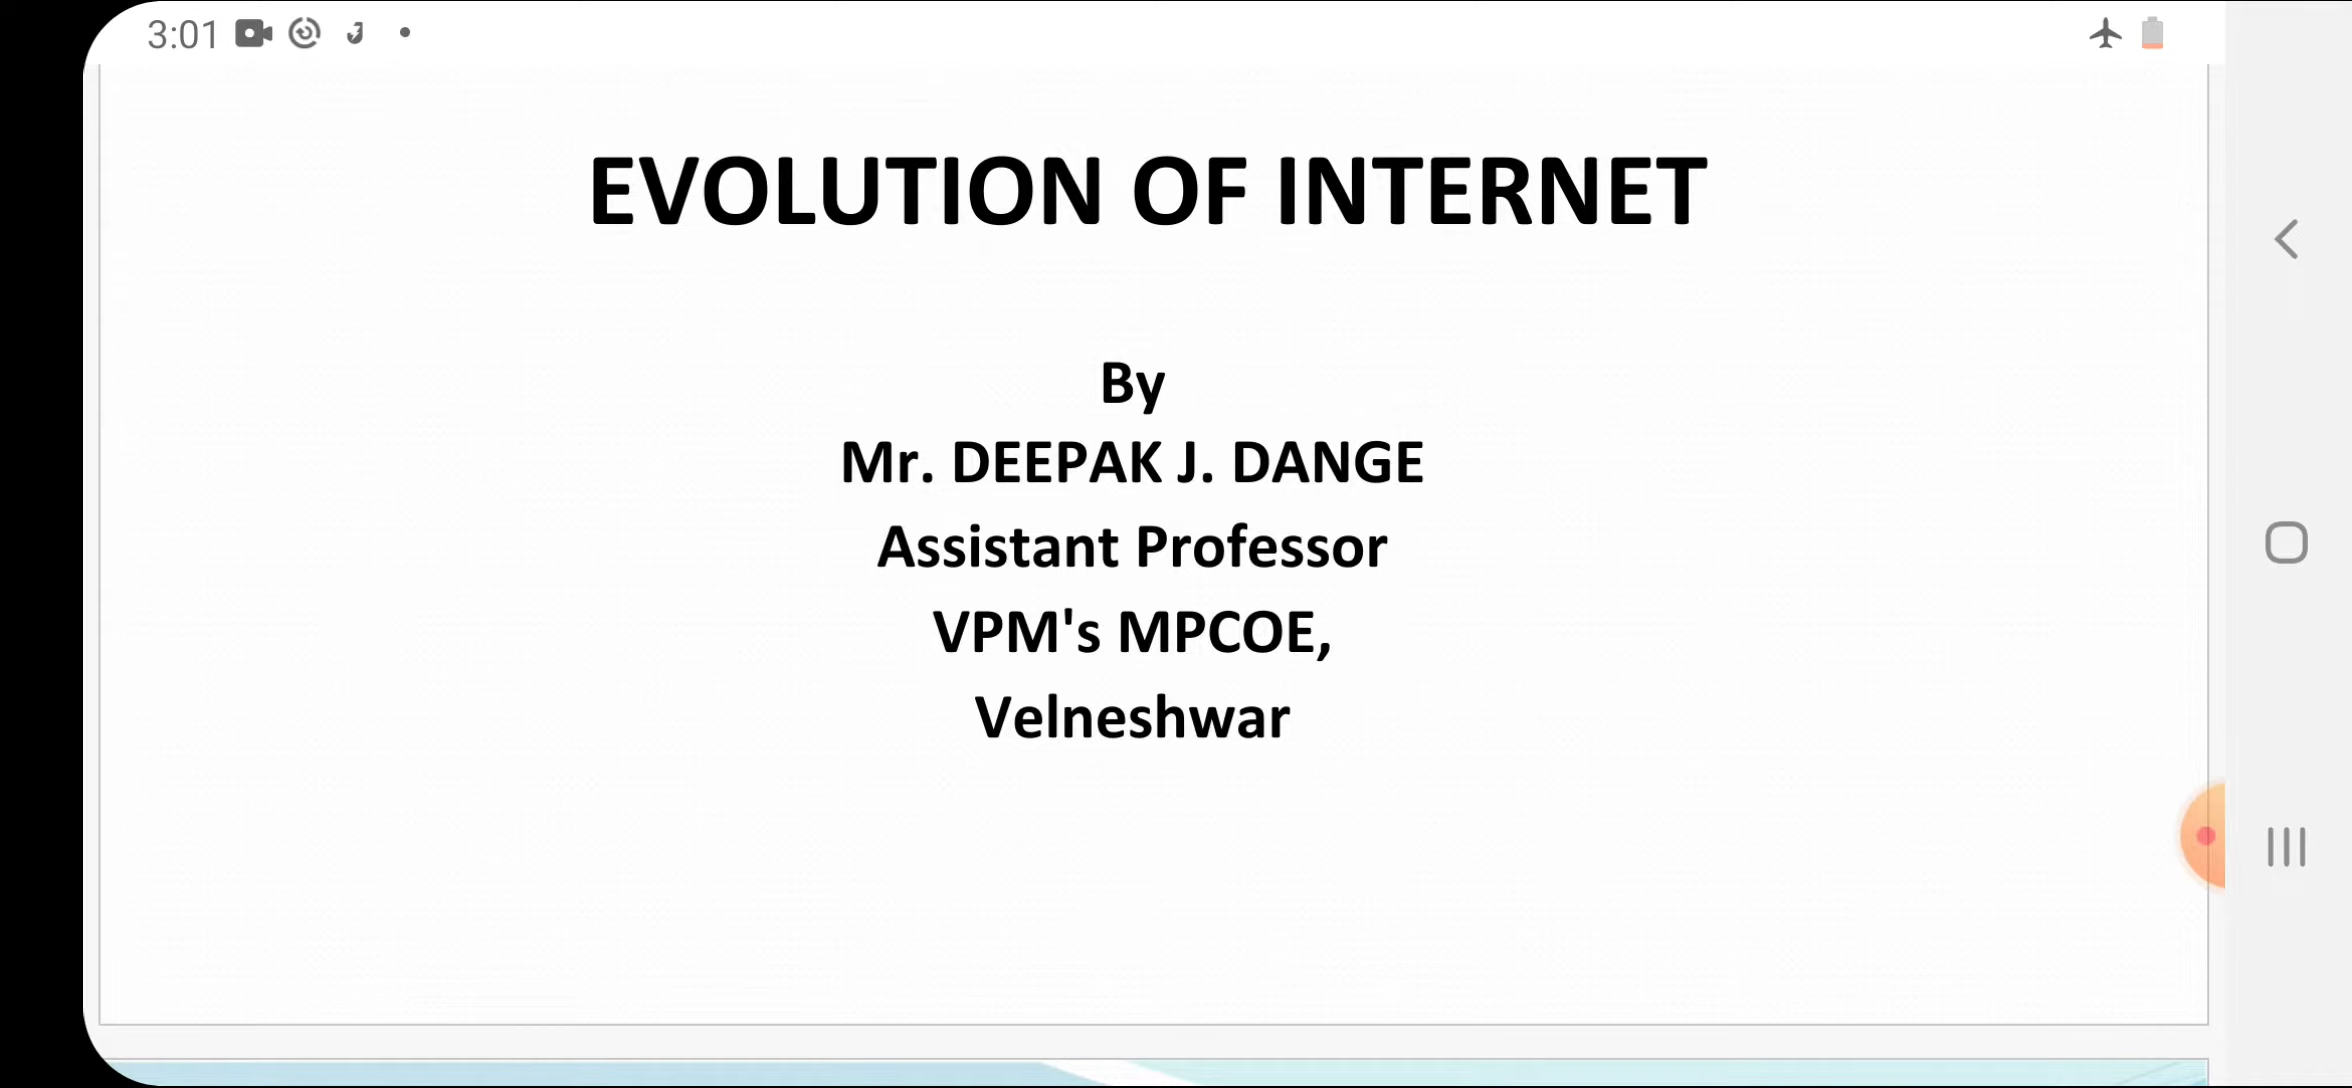 3:01
EVOLUTION OF INTERNET
By
Mr. DEEPAK J. DANGE
Assistant Professor
VPM's MPCOE,
Velneshwar